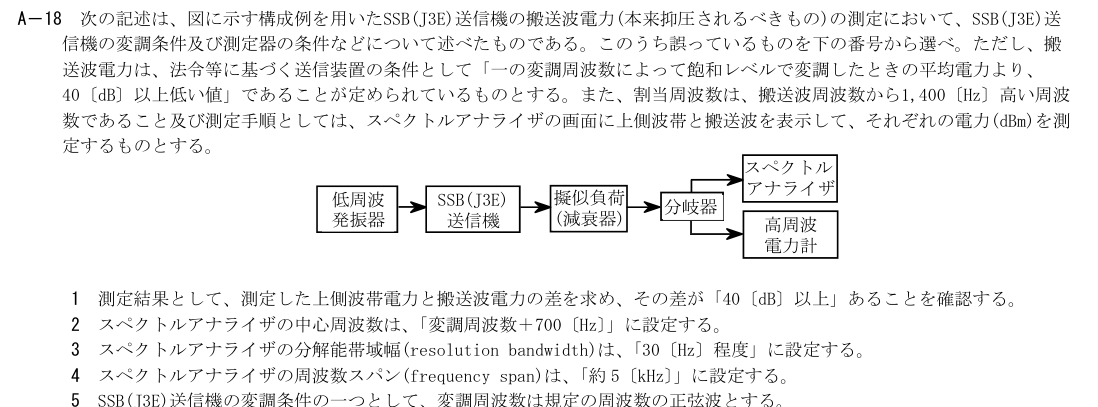 A－18　次の記述は、図に示す構成例を用いたSSB(J3E)送信機の搬送波電力(本来抑圧されるべきもの)の測定において、SSB(J3E)送
信機の変調条件及び測定器の条件などについて述べたものである。このうち誤っているものを下の番号から選べ。ただし、搬
送波電力は、法令等に基づく送信装置の条件として「一の変調周波数によって飽和レベルで変調したときの平均電力より、
40〔dB〕以上低い値」であることが定められているものとする。また、割当周波数は、搬送波周波数から1,400〔Hz〕高い周波
数であること及び測定手順としては、スペクトルアナライザの画面に上側波帯と搬送波を表示して、それぞれの電力(dBm)を測
定するものとする。
低周波
発振器
SSB(J3E)
送信機
擬似負荷
(減衰器)
分岐器
スペクトル
アナライザ
高周波
電力計
1　測定結果として、測定した上側波帯電力と搬送波電力の差を求め、その差が「40〔dB〕以上」あることを確認する。
2　スペクトルアナライザの中心周波数は、「変調周波数＋700〔Hz〕」に設定する。
3　スペクトルアナライザの分解能帯域幅(resolution bandwidth)は、「30〔Hz〕程度」に設定する。
4　スペクトルアナライザの周波数スパン(frequency span)は、「約5〔kHz〕」に設定する。
5　SSB(J3E)送信機の変調条件の一つとして、変調周波数は規定の周波数の正弦波とする。